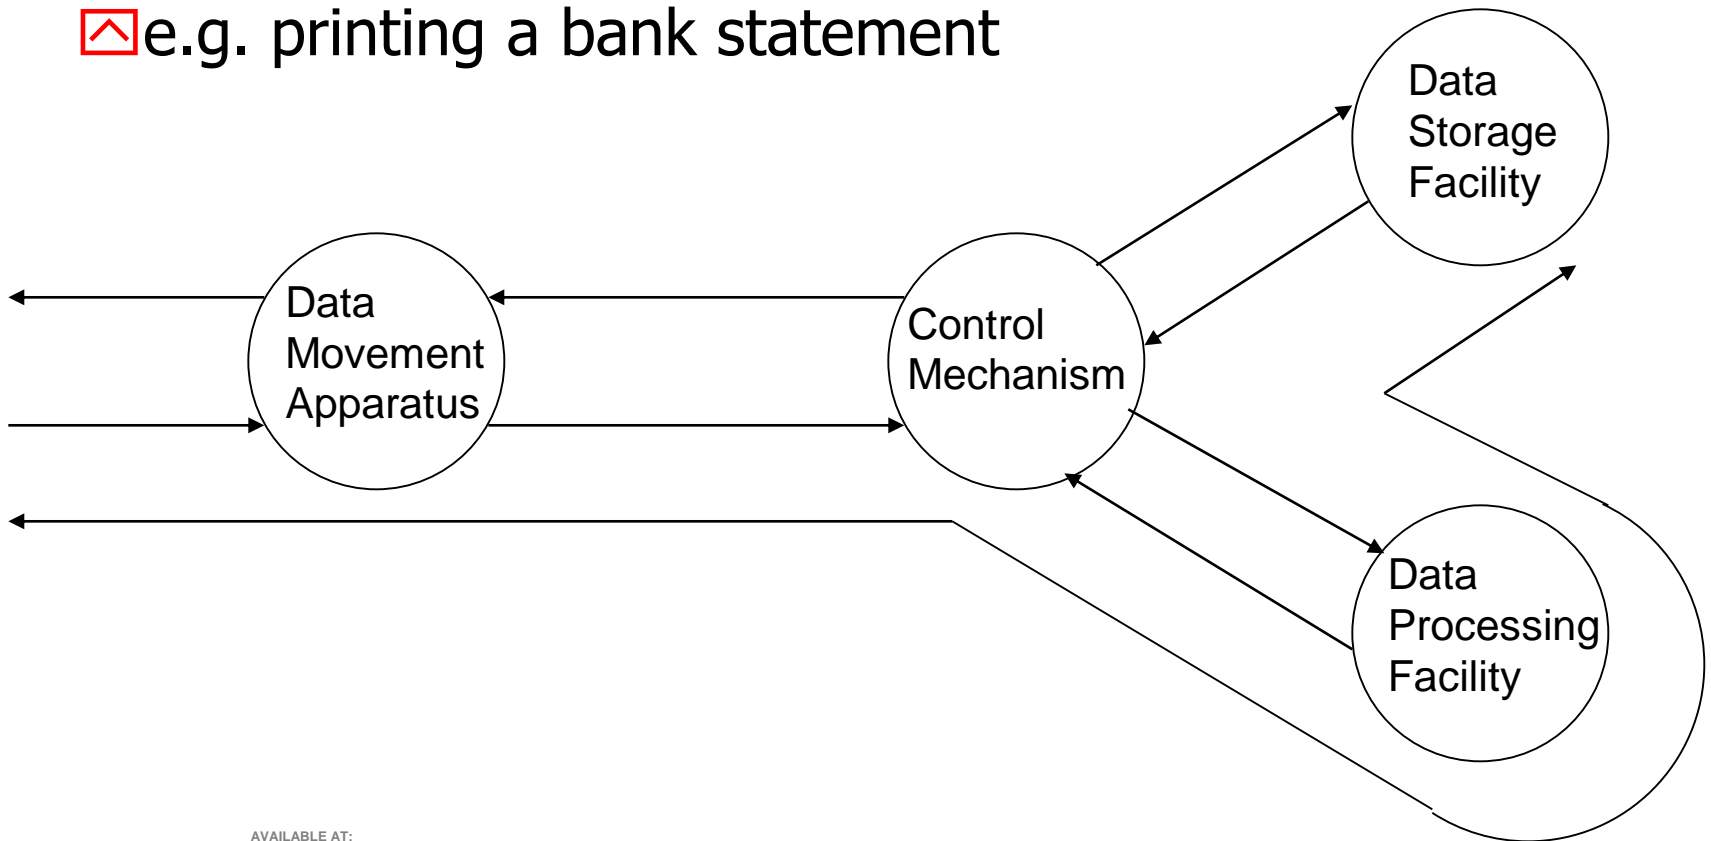 e.g. printing a bank statement
Data
Storage
Facility
Data
Movement
Apparatus
Control
Mechanism
Data
Processing
Facility
AVAILABLE AT: